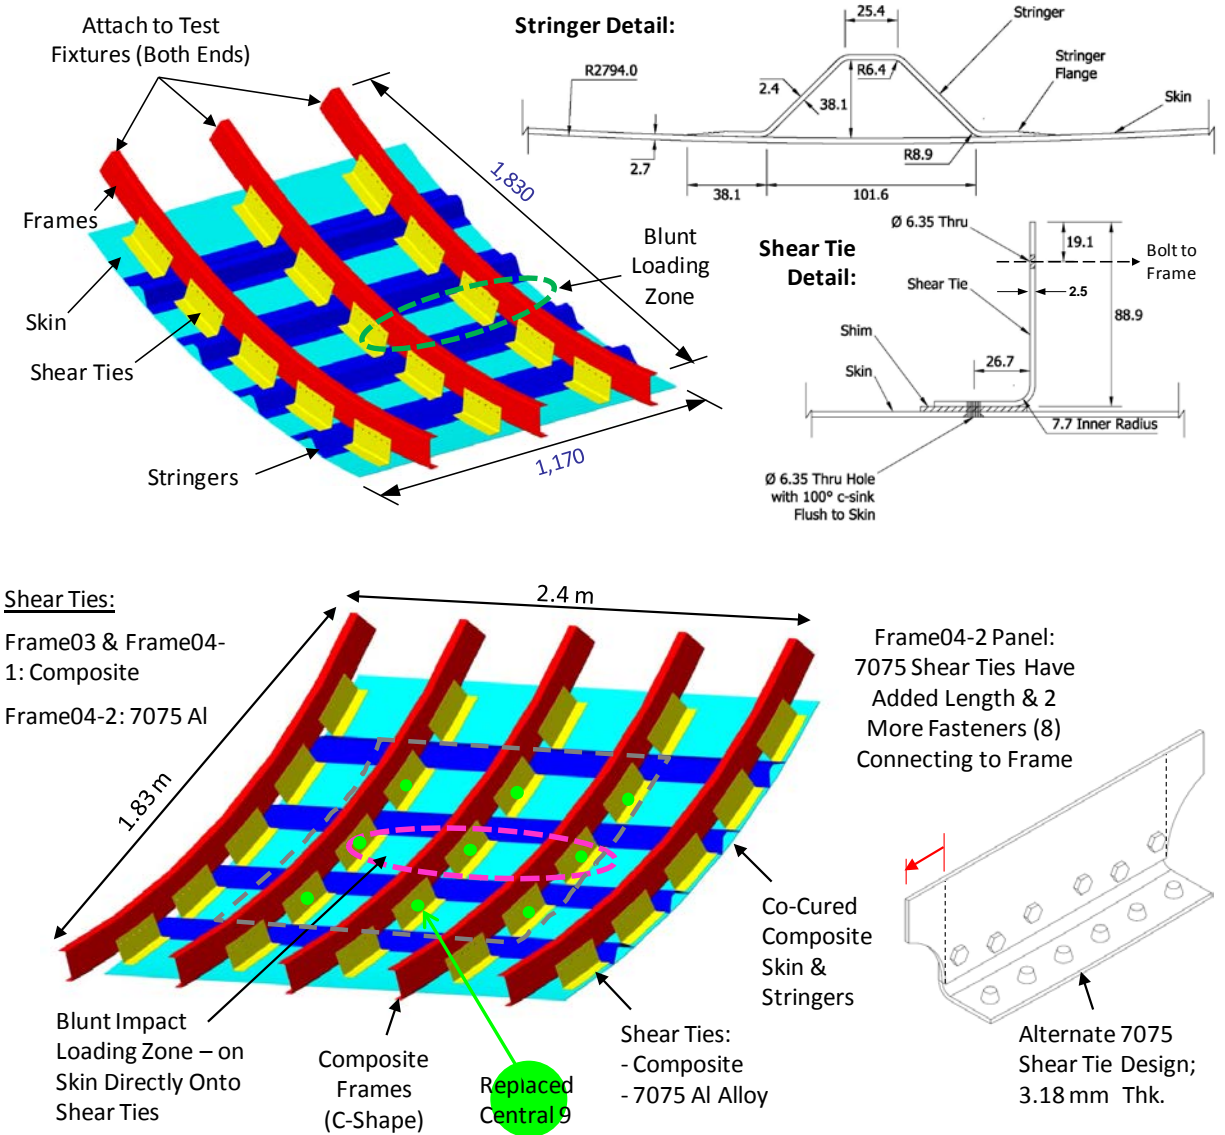 Attach to Test
Fixtures (Both Ends)
1,830
Frames
Skin
Shear Ties
Stringers
Blunt
Loading
Zone
1,170
Stringer Detail:
25.4
Stringer
R2794.0
R6.4
Stringer
Flange
2.4
38.1
Skin
2.7
R8.9
38.1
101.6
Shear Tie
Detail:
Ø 6.35 Thru
19.1
Bolt to
Frame
Shear Tie
2.5
88.9
Shim
26.7
Skin
7.7 Inner Radius
Ø 6.35 Thru Hole
with 100° c-sink
Flush to Skin
Shear Ties:
Frame03 & Frame04-
1: Composite
Frame04-2: 7075 Al
2.4 m
1.83 m
Frame04-2 Panel:
7075 Shear Ties Have
Added Length & 2
More Fasteners (8)
Connecting to Frame
Co-Cured
Composite
Skin &
Stringers
Blunt Impact
Loading Zone – on
Skin Directly Onto
Shear Ties
Composite
Frames
(C-Shape)
Replaced
Central 9
Shear Ties:
- Composite
- 7075 Al Alloy
Alternate 7075
Shear Tie Design;
3.18 mm Thk.